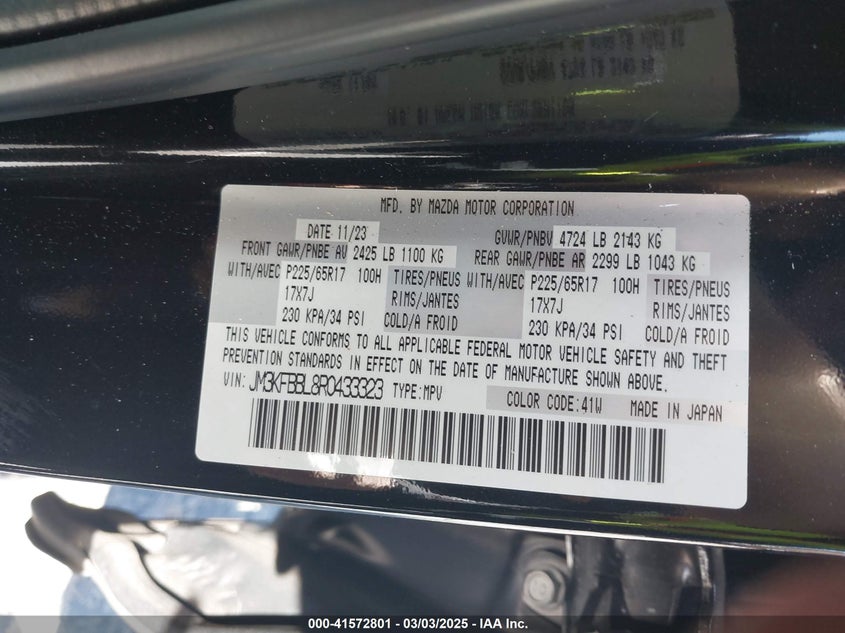 MFD. BY MAZDA MOTOR CORPORATION
DATE 11/23 GVWR/PNBV 4724 LB 2143 KG
FRONT GAWR/PNBE AV 2425 LB 1100 KG REAR GAWR/PNBE AR 2299 LB 1043 KG
WITH/AVEC P225/65R17 100H TIRES/PNEUS WITH/AVEC P225/65R17 100H TIRES/PNEUS
17X7J RIMS/JANTES 17X7J RIMS/JANTES
230 KPA/34 PSI COLD/A FROID 230 KPA/34 PSI COLD/A FROID
THIS VEHICLE CONFORMS TO ALL APPLICABLE FEDERAL MOTOR VEHICLE SAFETY AND THEFT
PREVENTION STANDARDS IN EFFECT ON THE DATE OF MANUFACTURE SHOWN ABOVE.
VIN: JM3KFBBL8R0433323 TYPE:MPV
COLOR CODE:41W MADE IN JAPAN
000-41572801 - 03/03/2025 - IAA Inc.